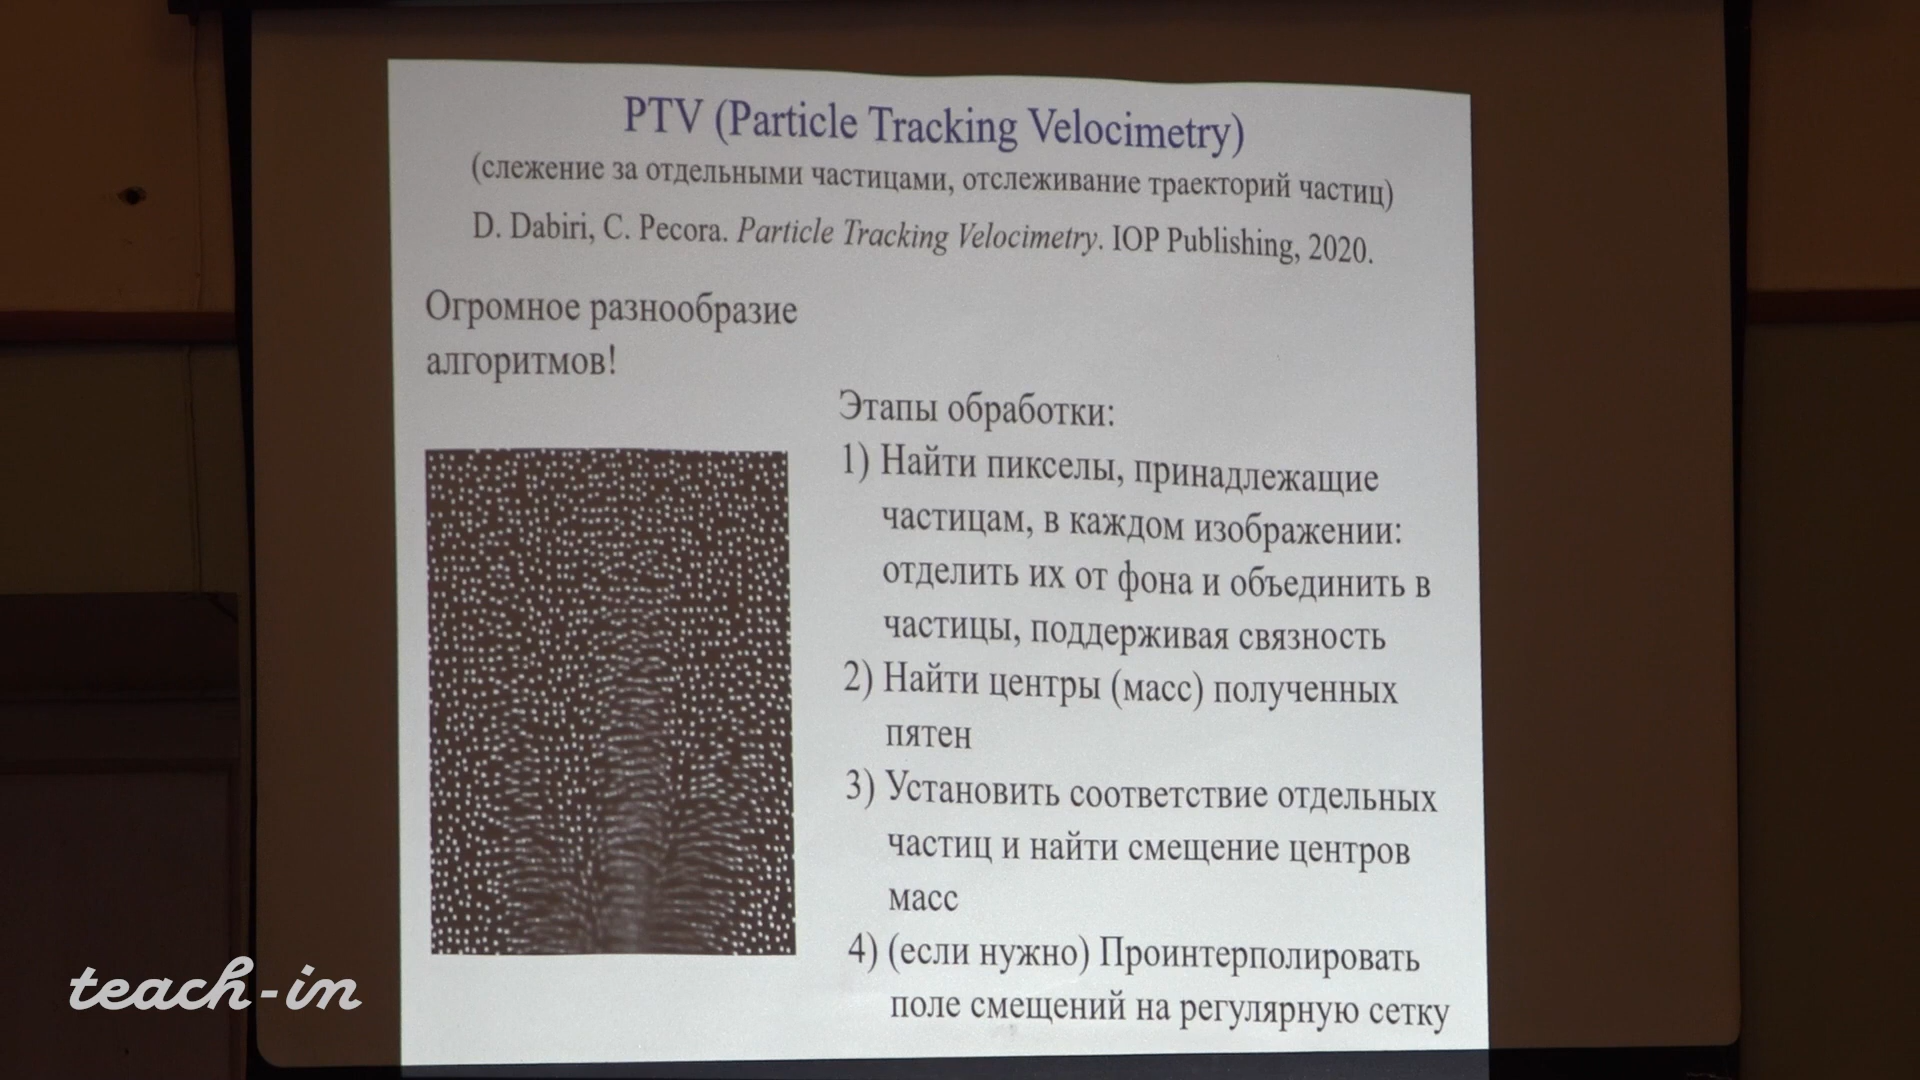 PTV (Particle Tracking Velocimetry)
(слежение за отдельными частицами, отслеживание траекторий частиц)
D. Dabiri, C. Pecora. Particle Tracking Velocimetry. IOP Publishing, 2020.
Огромное разнообразие
алгоритмов!
Этапы обработки:
1) Найти пикселы, принадлежащие
частицам, в каждом изображении:
отделить их от фона и объединить в
частицы, поддерживая связность
2) Найти центры (масс) полученных
пятен
3) Установить соответствие отдельных
частиц и найти смещение центров
масс
4) (если нужно) Проинтерполировать
поле смещений на регулярную сетку
teach-in